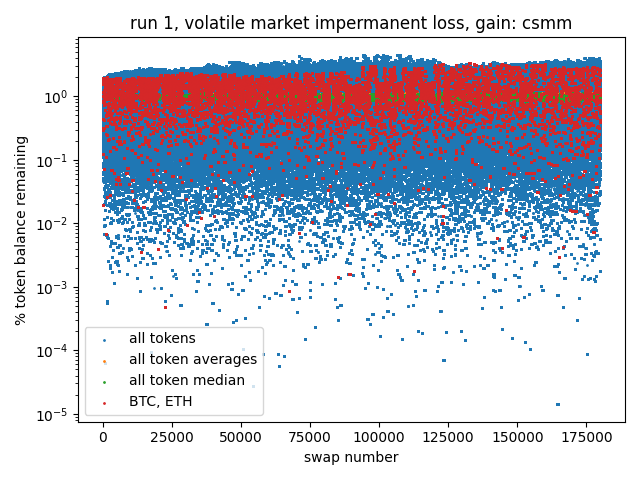 run 1, volatile market impermanent loss, gain: csmm
% token balance remaining
10⁰
10⁻¹
10⁻²
10⁻³
10⁻⁴
10⁻⁵
all tokens
all token averages
all token median
BTC, ETH
0 25000 50000 75000 100000 125000 150000 175000
swap number